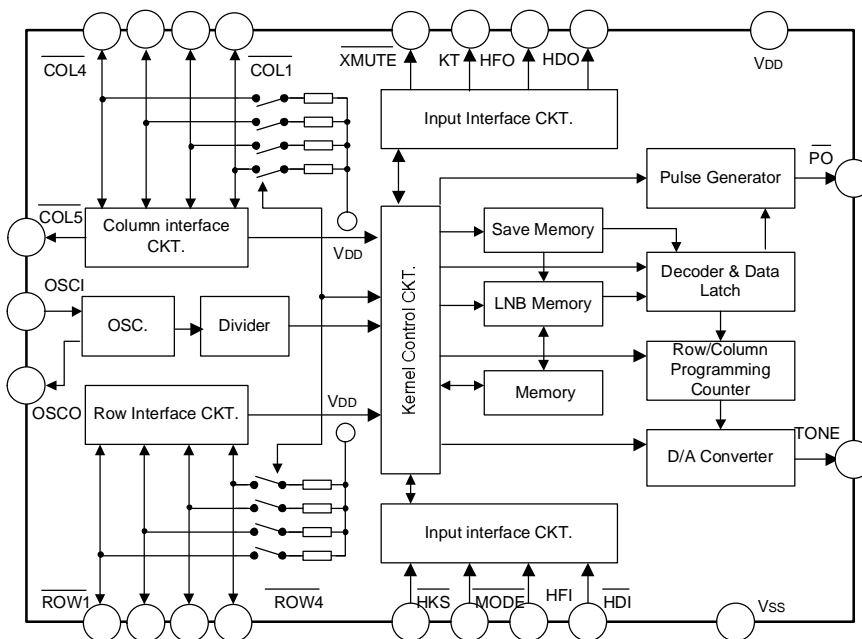 COL4
COL1
XMUTE
KT
HFO
HDO
VDD
Input Interface CKT.
PO
Pulse Generator
COL5
Column interface
CKT.
VDD
Save Memory
Decoder & Data
Latch
OSCI
OSC.
Divider
Kernel Control CKT.
LNB Memory
Row/Column
Programming
Counter
Memory
OSCO
Row Interface CKT.
VDD
TONE
D/A Converter
Input interface CKT.
ROW1
ROW4
HKS
MODE
HFI
HDI
VSS